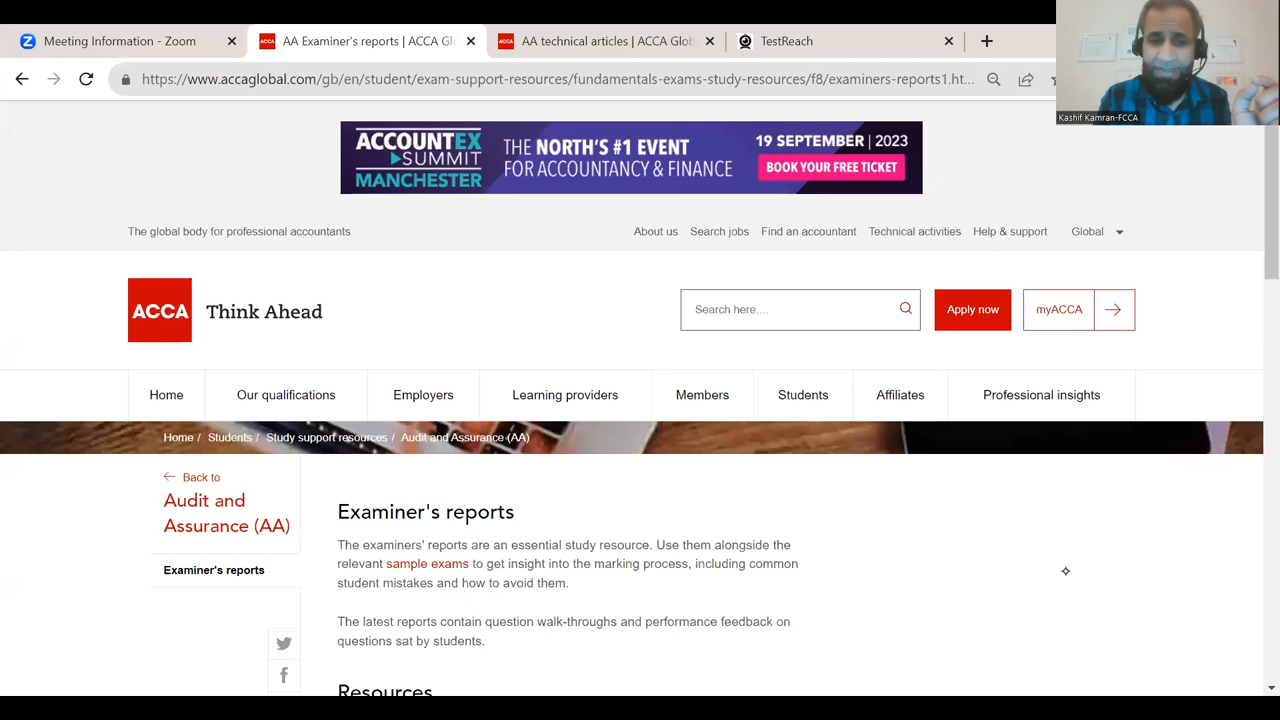 Meeting Information - Zoom
AA Examiner's reports | ACCA Glo
AA technical articles | ACCA Glob
TestReach
https://www.accaglobal.com/gb/en/student/exam-support-resources/fundamentals-exams-study-resources/f8/examiners-reports1.ht...
Kashif Kamran-FCCA
ACCOUNTEX
SUMMIT
MANCHESTER
THE NORTH'S #1 EVENT
FOR ACCOUNTANCY & FINANCE
19 SEPTEMBER | 2023
BOOK YOUR FREE TICKET
The global body for professional accountants
About us
Search jobs
Find an accountant
Technical activities
Help & support
Global
ACCA
Think Ahead
Search here....
Apply now
myACCA
Home
Our qualifications
Employers
Learning providers
Members
Students
Affiliates
Professional insights
Home / Students / Study support resources / Audit and Assurance (AA)
Back to
Audit and
Assurance (AA)
Examiner's reports
Examiner's reports
The examiners' reports are an essential study resource. Use them alongside the
relevant sample exams to get insight into the marking process, including common
student mistakes and how to avoid them.
The latest reports contain question walk-throughs and performance feedback on
questions sat by students.
Resources